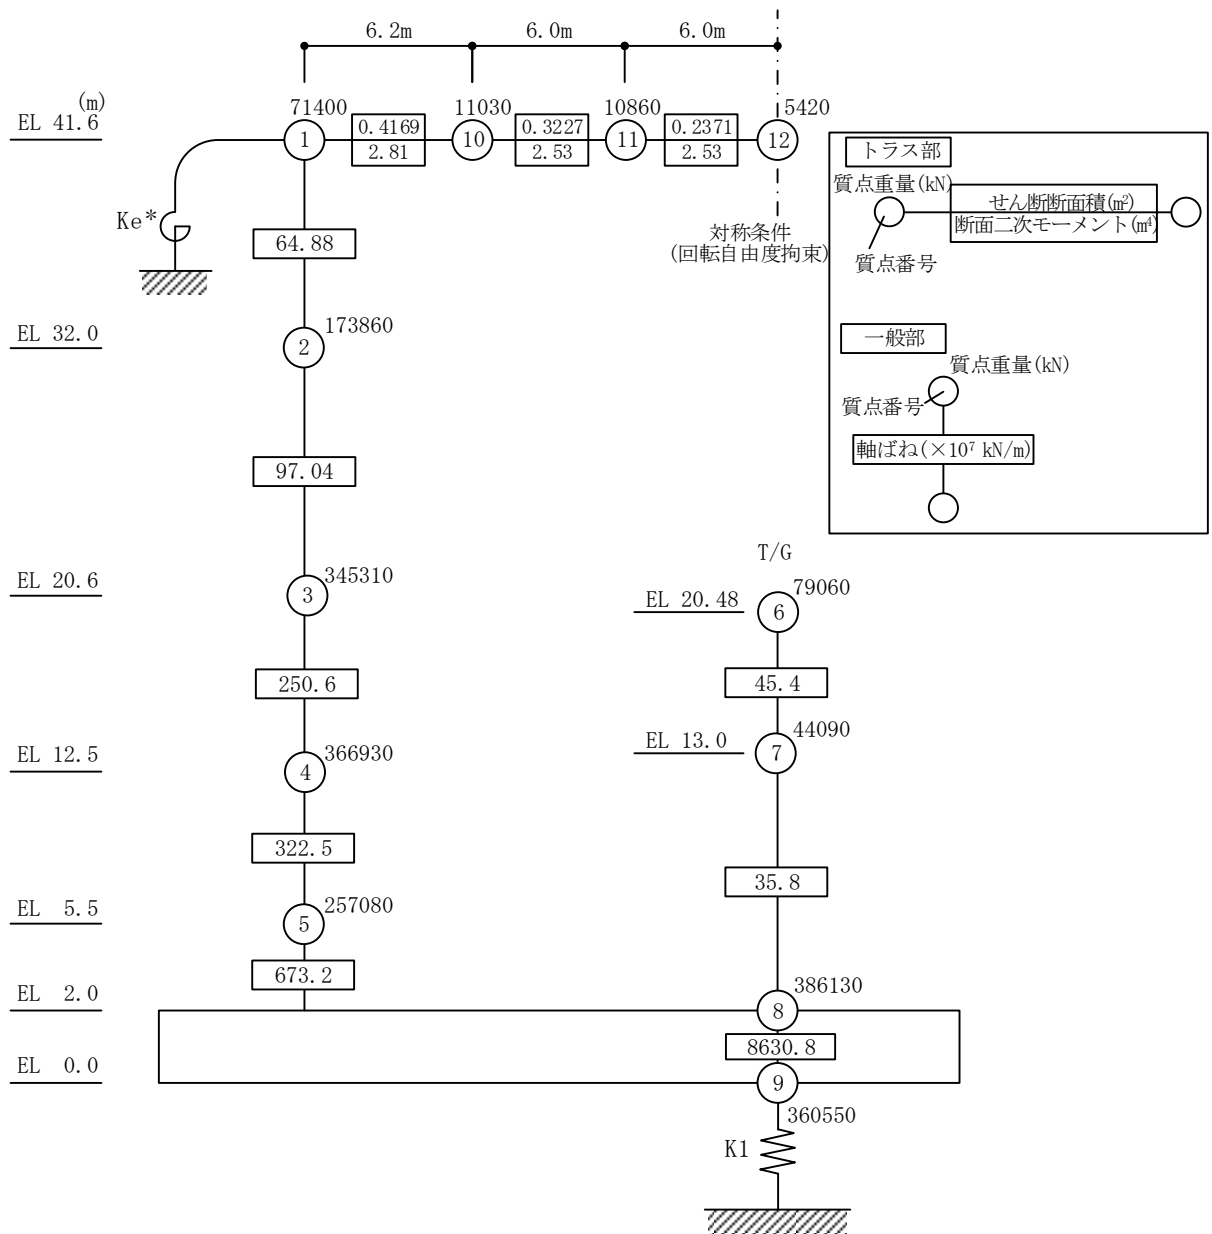 6.2m 6.0m 6.0m
(m)
EL 41.6
71400 11030 10860 5420
1 0.4169 10 0.3227 11 0.2371 12
2.81 2.53 2.53
Ke*
64.88
対称条件
(回転自由度拘束)
トラス部
質点重量(kN)
せん断断面積(m²)
断面二次モーメント(m⁴)
質点番号
一般部
質点重量(kN)
質点番号
軸ばね(×10⁷ kN/m)
EL 32.0
2 173860
97.04
T/G
EL 20.6
3 345310
EL 20.48
6 79060
250.6
45.4
EL 12.5
4 366930
EL 13.0
7 44090
322.5
35.8
EL 5.5
5 257080
673.2
EL 2.0
8 386130
8630.8
EL 0.0
9
360550
K1